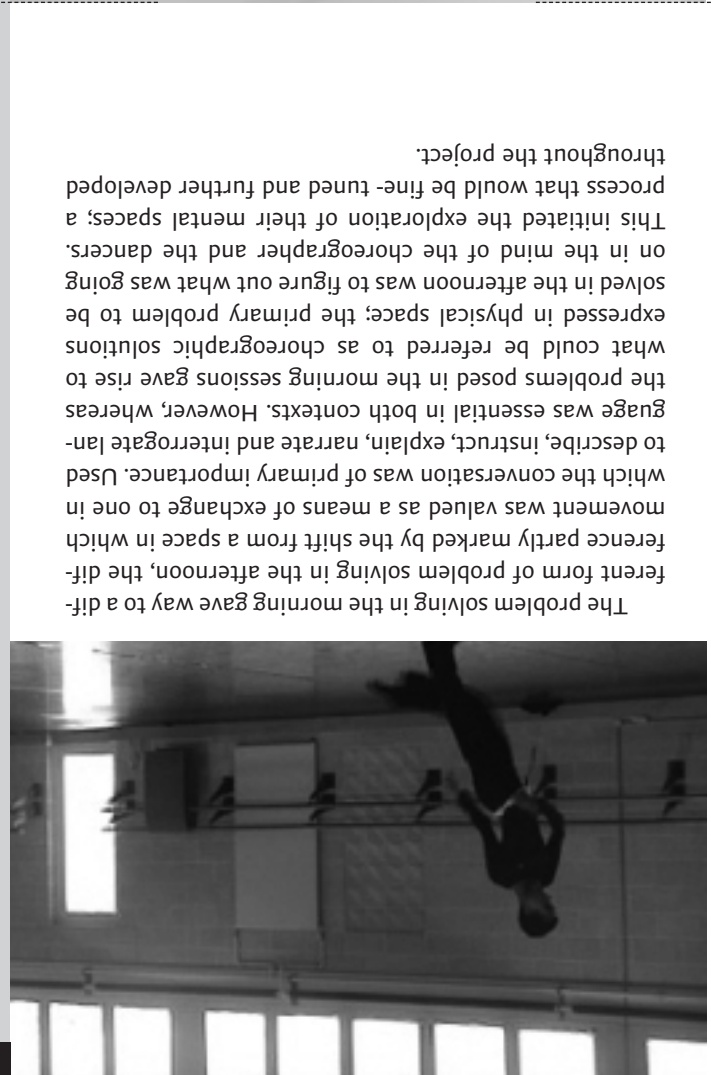 The problem solving in the morning gave way to a dif-
ferent form of problem solving in the afternoon, the dif-
ference partly marked by the shift from a space in which
movement was valued as a means of exchange to one in
which the conversation was of primary importance. Used
to describe, instruct, explain, narrate and interrogate lan-
guage was essential in both contexts. However, whereas
the problems posed in the morning sessions gave rise to
what could be referred to as choreographic solutions
expressed in physical space; the primary problem to be
solved in the afternoon was to figure out what was going
on in the mind of the choreographer and the dancers.
This initiated the exploration of their mental spaces; a
process that would be fine- tuned and further developed
throughout the project.